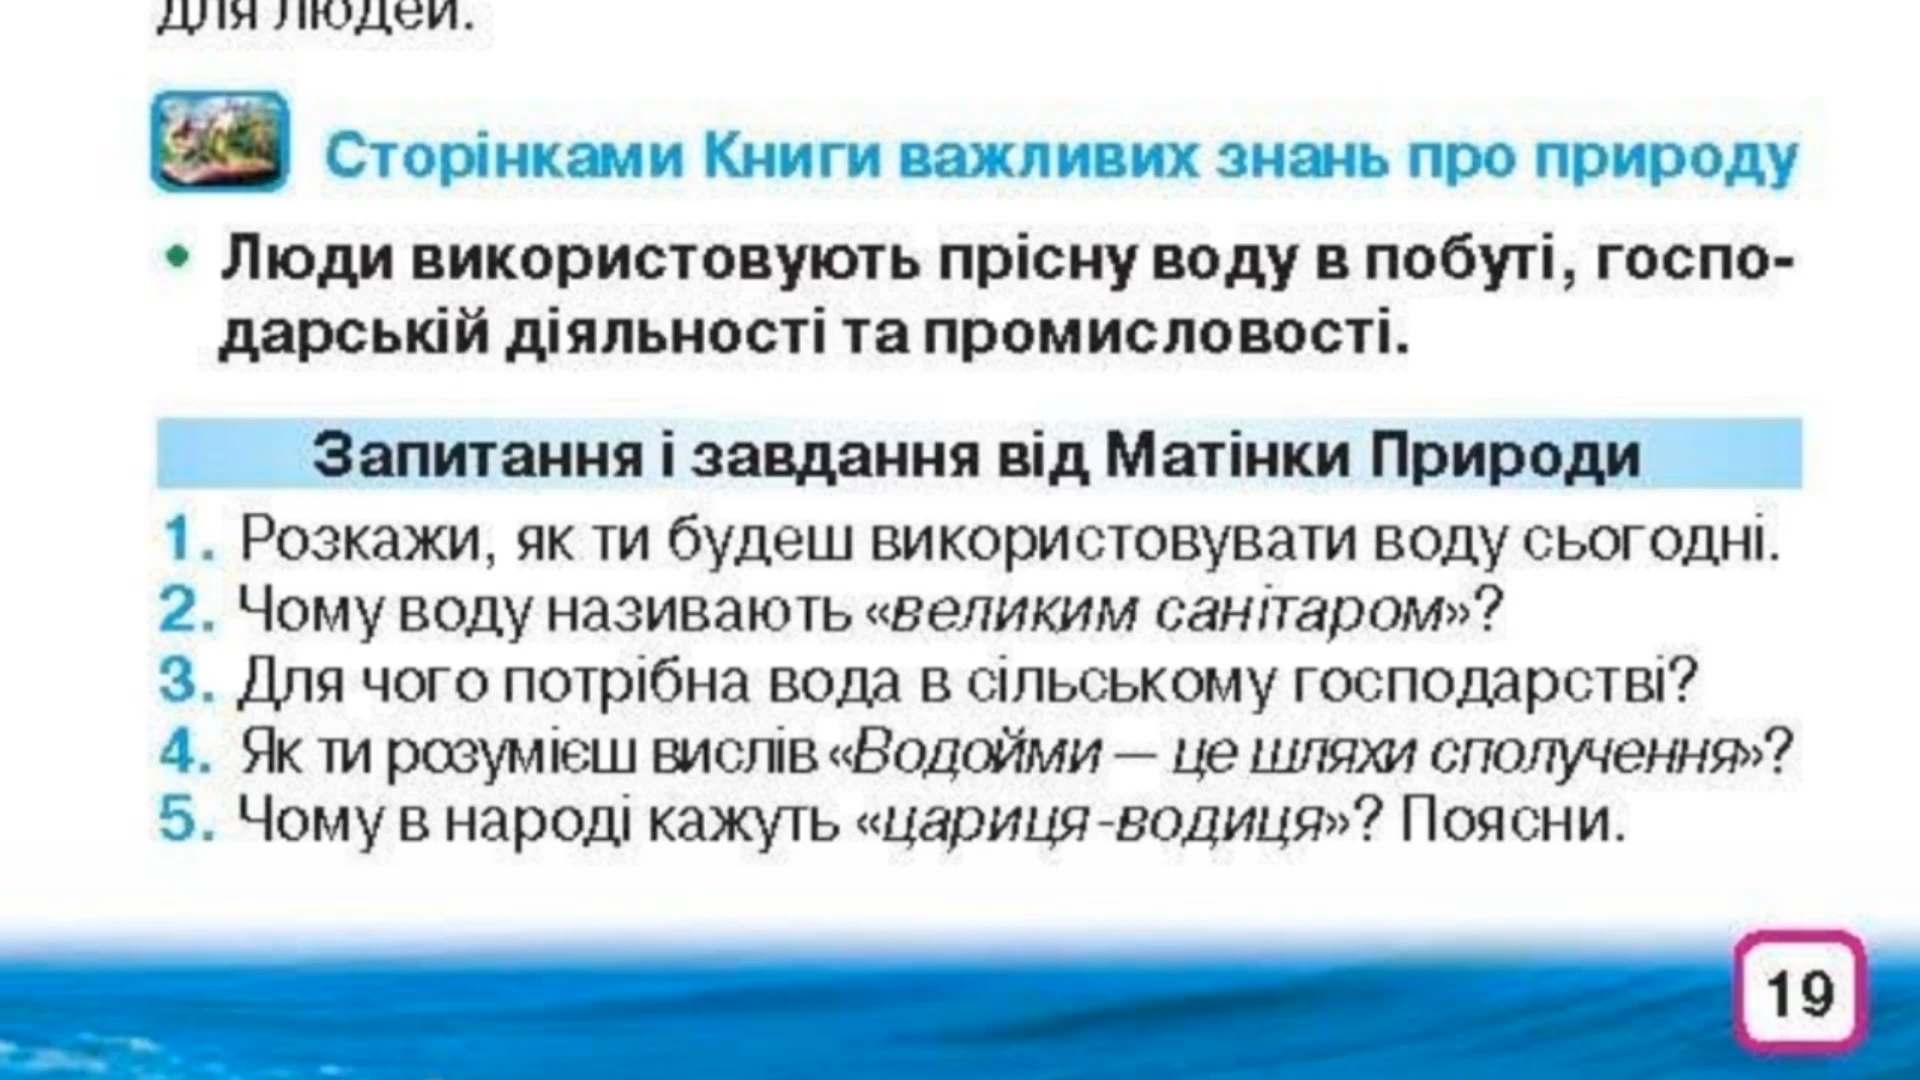 для людей.
Сторінками Книги важливих знань про природу
• Люди використовують прісну воду в побуті, госпо-
дарській діяльності та промисловості.
Запитання і завдання від Матінки Природи
1. Розкажи, як ти будеш використовувати воду сьогодні.
2. Чому воду називають «великим санітаром»?
3. Для чого потрібна вода в сільському господарстві?
4. Як ти розумієш вислів «Водойми — це шляхи сполучення»?
5. Чому в народі кажуть «цариця-водиця»? Поясни.
19